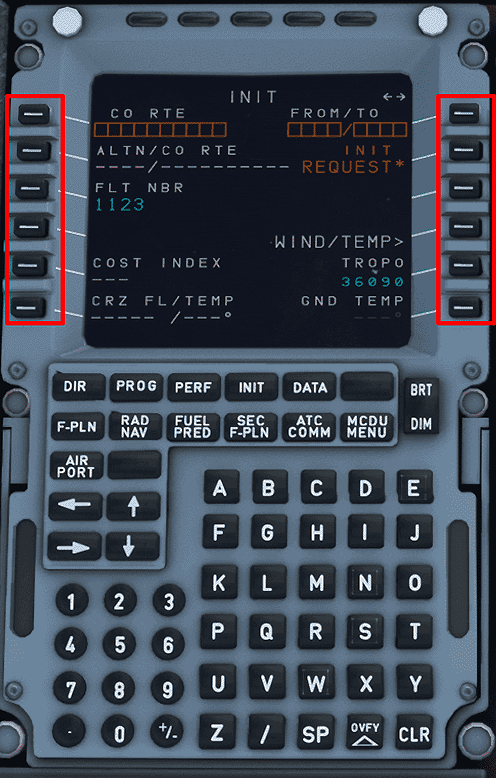 INIT ←→
CO RTE FROM/TO
□□□□□□□□□□ □□□□/□□□□
ALTN/CO RTE INIT
----/---------- REQUEST*
FLT NBR
1123
WIND/TEMP>
COST INDEX TROPO
--- 36090
CRZ FL/TEMP GND TEMP
----- /---° ---°
DIR PROG PERF INIT DATA BRT
F-PLN RAD NAV FUEL PRED SEC F-PLN ATC COMM MCDU MENU DIM
AIR PORT
← ↑
→ ↓
A B C D E
F G H I J
1 2 3 K L M N O
4 5 6 P Q R S T
7 8 9 U V W X Y
. 0 +/- Z / SP OVFY CLR